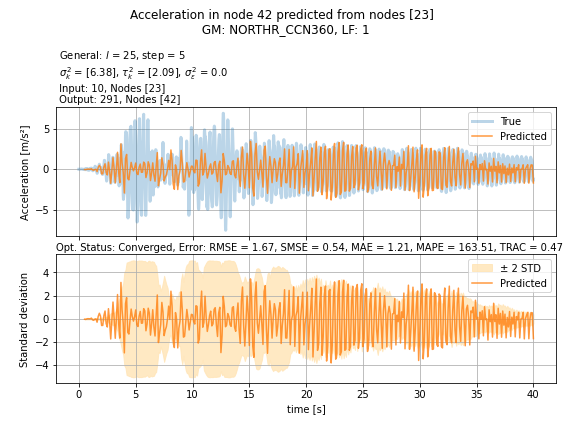 Acceleration in node 42 predicted from nodes [23]
GM: NORTHR_CCN360, LF: 1
General: l = 25, step = 5
σ²ₖ = [6.38], τ²ₖ = [2.09], σ²ε = 0.0
Input: 10, Nodes [23]
Output: 291, Nodes [42]
True
Predicted
5
0
−5
Acceleration [m/s²]
Opt. Status: Converged, Error: RMSE = 1.67, SMSE = 0.54, MAE = 1.21, MAPE = 163.51, TRAC = 0.47
± 2 STD
Predicted
4
2
0
−2
−4
Standard deviation
0 5 10 15 20 25 30 35 40
time [s]